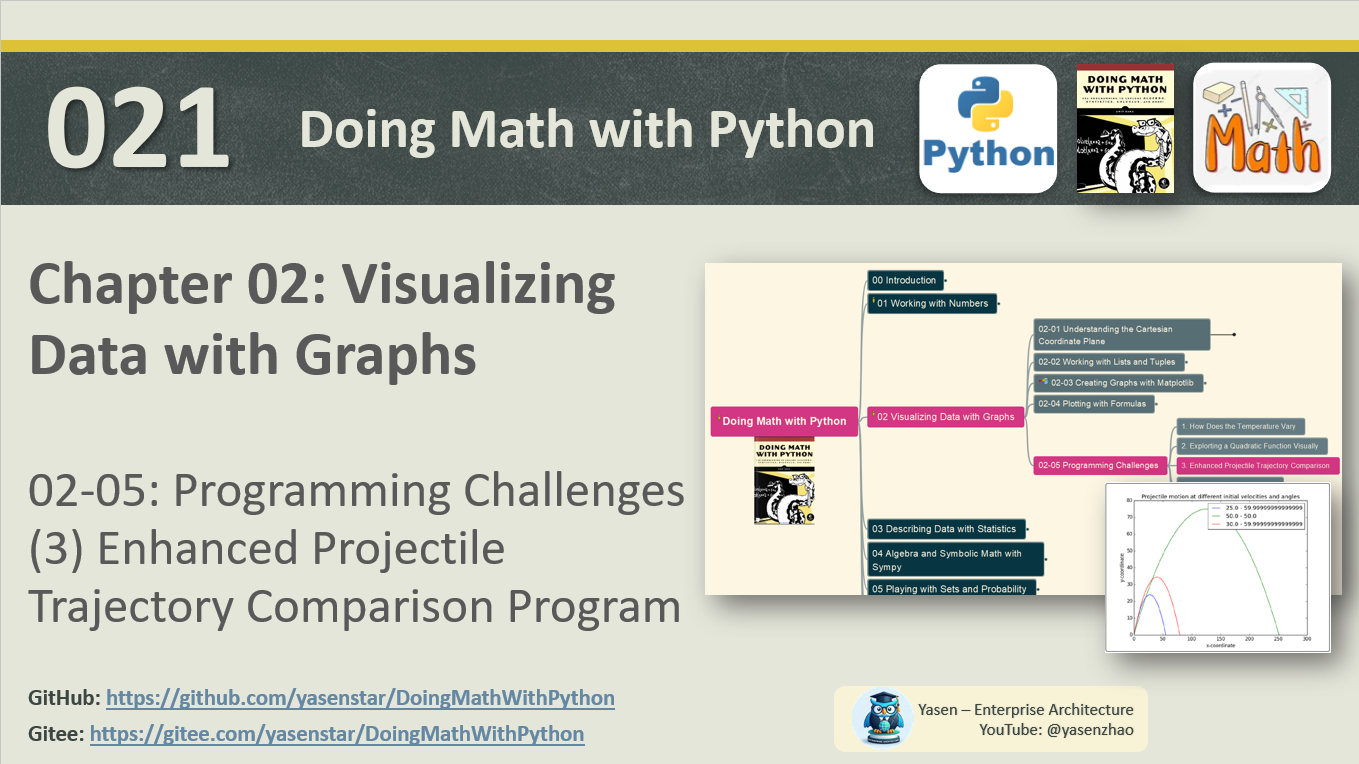 021
Doing Math with Python
Python
DOING MATH
WITH PYTHON
Math
Chapter 02: Visualizing
Data with Graphs
02-05: Programming Challenges
(3) Enhanced Projectile
Trajectory Comparison Program
00 Introduction
01 Working with Numbers
02-01 Understanding the Cartesian
Coordinate Plane
02-02 Working with Lists and Tuples
02-03 Creating Graphs with Matplotlib
02-04 Plotting with Formulas
Doing Math with Python
02 Visualizing Data with Graphs
1. How Does the Temperature Vary
2. Exploring a Quadratic Function Visually
02-05 Programming Challenges
3. Enhanced Projectile Trajectory Comparison
DOING MATH
WITH PYTHON
03 Describing Data with Statistics
04 Algebra and Symbolic Math with
Sympy
05 Playing with Sets and Probability
Projectile motion at different initial velocities and angles
25.0 - 59.99999999999999
50.0 - 50.0
30.0 - 59.99999999999999
y-coordinate
80
70
60
50
40
30
20
10
0
0 50 100 150 200 250 300
x-coordinate
GitHub: https://github.com/yasenstar/DoingMathWithPython
Gitee: https://gitee.com/yasenstar/DoingMathWithPython
Yasen – Enterprise Architecture
YouTube: @yasenzhao